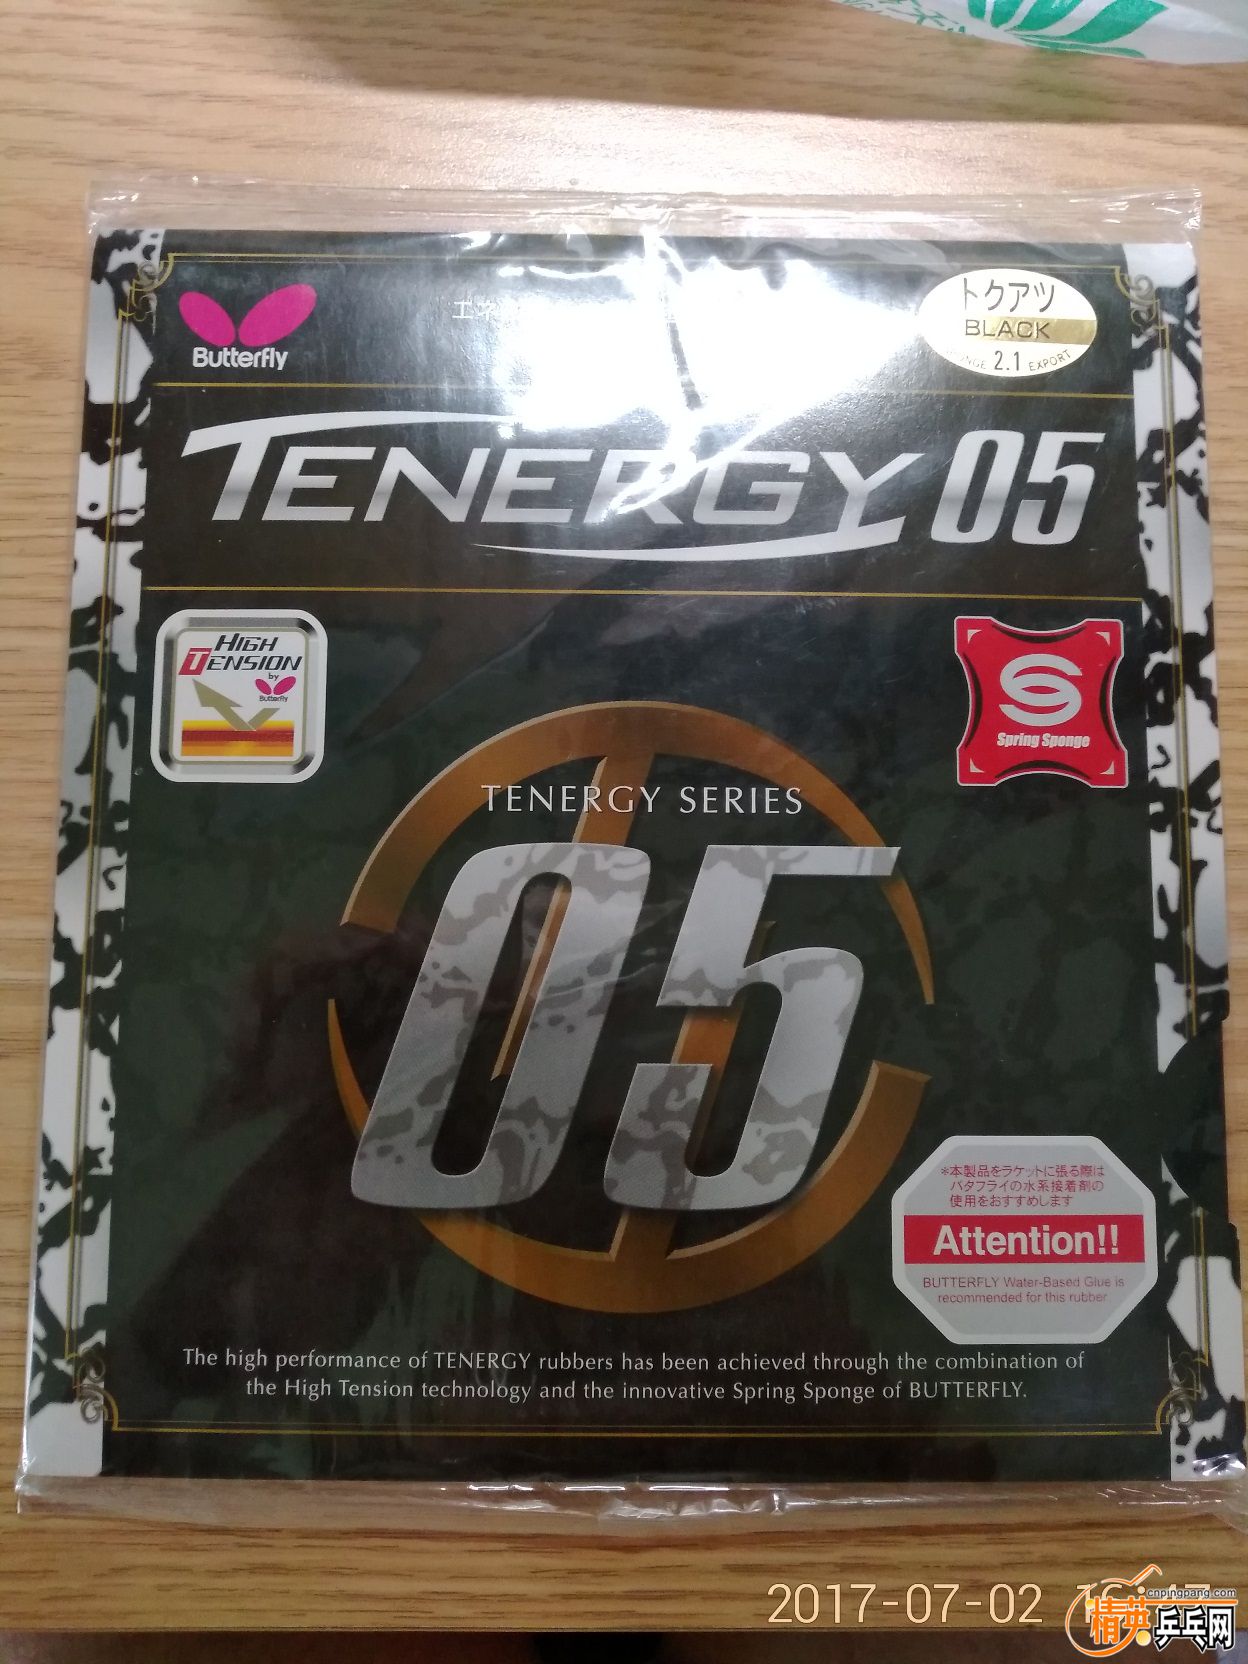 Butterfly
エネ
トクアツ
BLACK
2.1 EXPORT
TENERGY 05
HIGH
TENSION
by
Butterfly
Spring Sponge
TENERGY SERIES
05
*本製品をラケットに張る際は
バタフライの水系接着剤の
使用をおすすめします
Attention!!
BUTTERFLY Water-Based Glue is
recommended for this rubber
The high performance of TENERGY rubbers has been achieved through the combination of
the High Tension technology and the innovative Spring Sponge of BUTTERFLY.
2017-07-02
cnpingpang.com
精英乒乓网